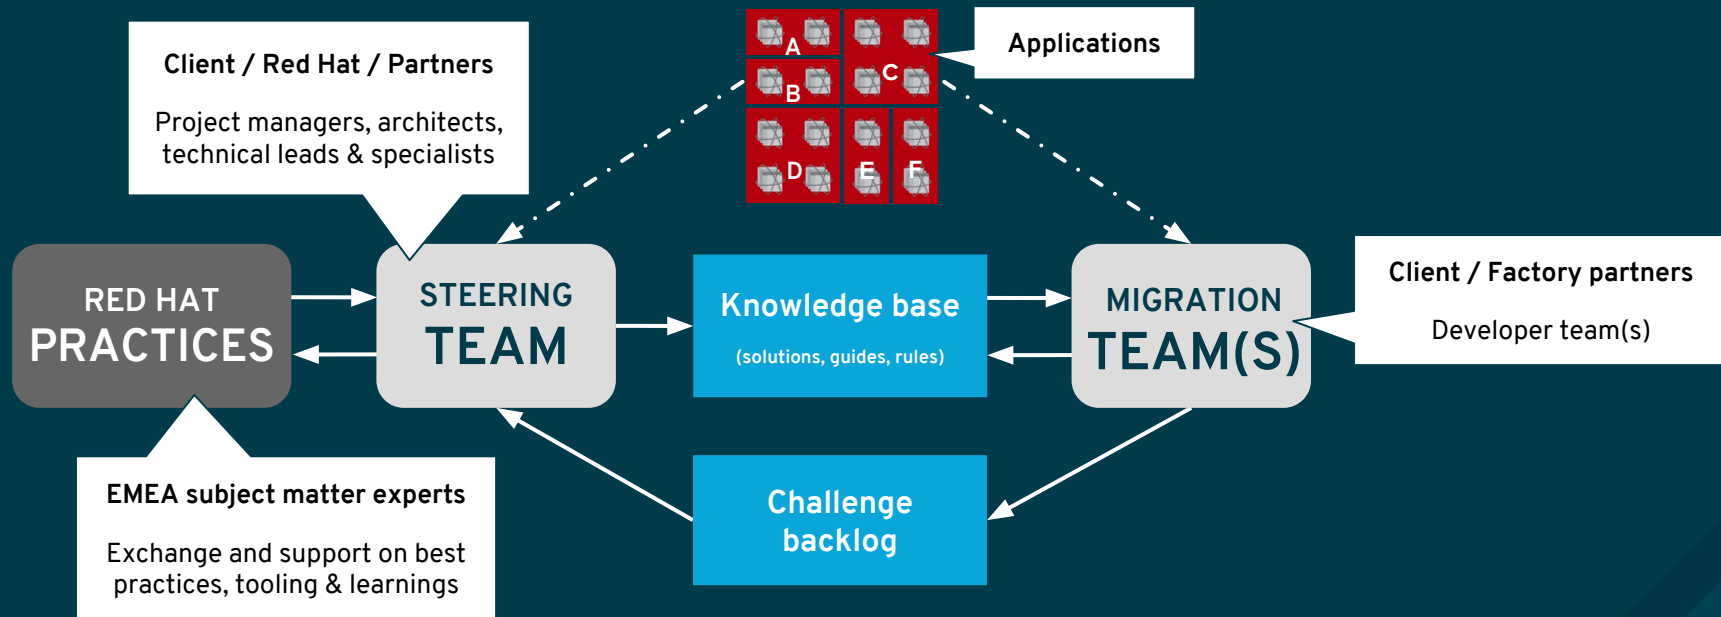 Client / Red Hat / Partners
Project managers, architects,
technical leads & specialists
A
B
C
D
E
F
Applications
RED HAT
PRACTICES
STEERING
TEAM
Knowledge base
(solutions, guides, rules)
MIGRATION
TEAM(S)
Client / Factory partners
Developer team(s)
EMEA subject matter experts
Exchange and support on best
practices, tooling & learnings
Challenge
backlog